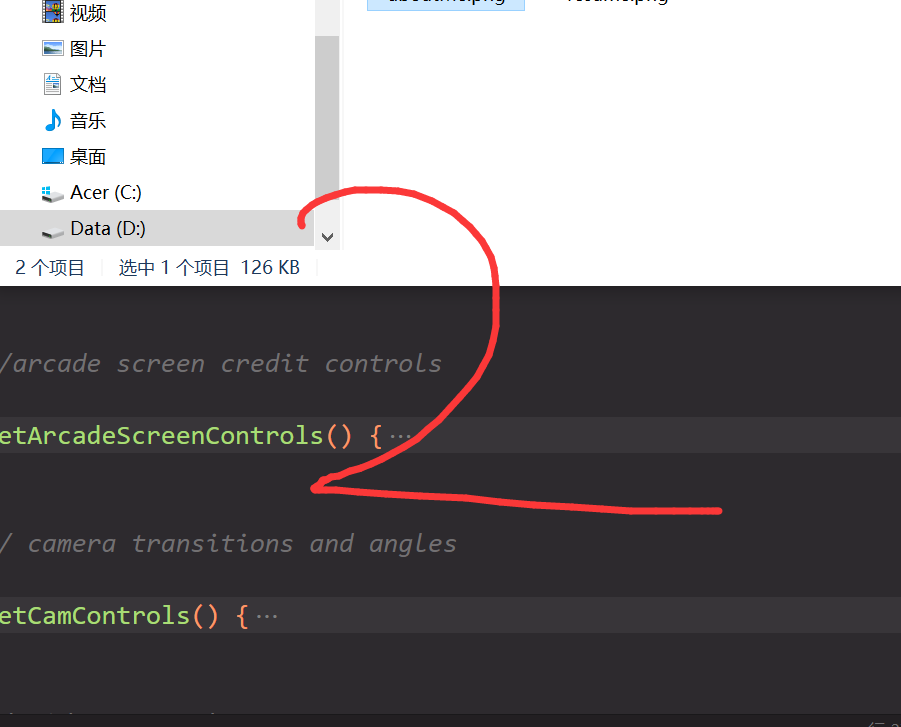 视频
图片
文档
音乐
桌面
Acer (C:)
Data (D:)
2 个项目 选中 1 个项目 126 KB
/arcade screen credit controls
etArcadeScreenControls() { ···
2
/ camera transitions and angles
etCamControls() { ···